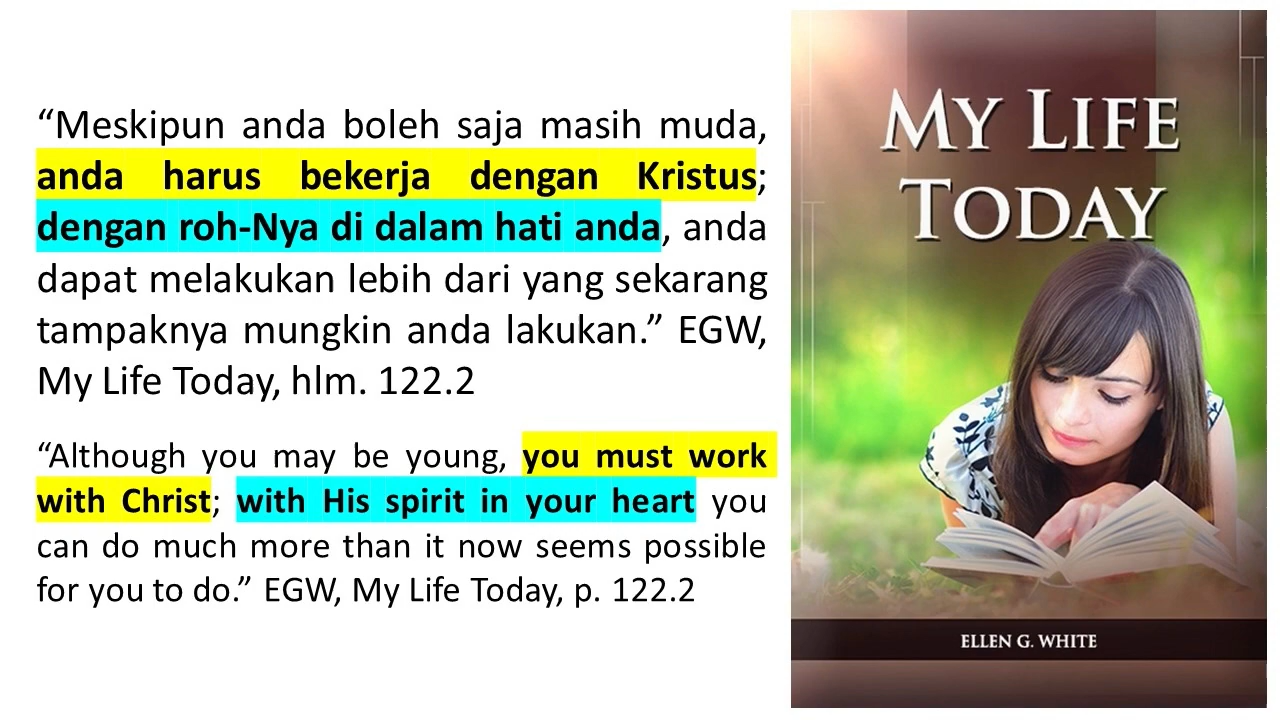 “Meskipun anda boleh saja masih muda,
anda harus bekerja dengan Kristus;
dengan roh-Nya di dalam hati anda, anda
dapat melakukan lebih dari yang sekarang
tampaknya mungkin anda lakukan.” EGW,
My Life Today, hlm. 122.2
“Although you may be young, you must work
with Christ; with His spirit in your heart you
can do much more than it now seems possible
for you to do.” EGW, My Life Today, p. 122.2
MY LIFE
TODAY
ELLEN G. WHITE